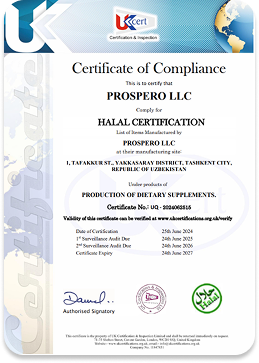 UKcert
Certification & Inspection
Certificate of Compliance
This is to certify that
PROSPERO LLC
Comply for
HALAL CERTIFICATION
List of Items Manufactured by
PROSPERO LLC
at their manufacturing site:
1, TAFAKKUR ST., YAKKASARAY DISTRICT, TASHKENT CITY,
REPUBLIC OF UZBEKISTAN
Under products of
PRODUCTION OF DIETARY SUPPLEMENTS.
Certificate No.: UQ - 2024062515
Validity of this certificate can be verified at www.ukcertifications.org.uk/verify
Date of Certification 25th June 2024
1st Surveillance Audit Due 24th June 2025
2nd Surveillance Audit Due 24th June 2026
Certificate Expiry 24th June 2027
Authorised Signatory
HALAL
This certificate is the property of UK Certification & Inspection Limited and shall be returned immediately on request